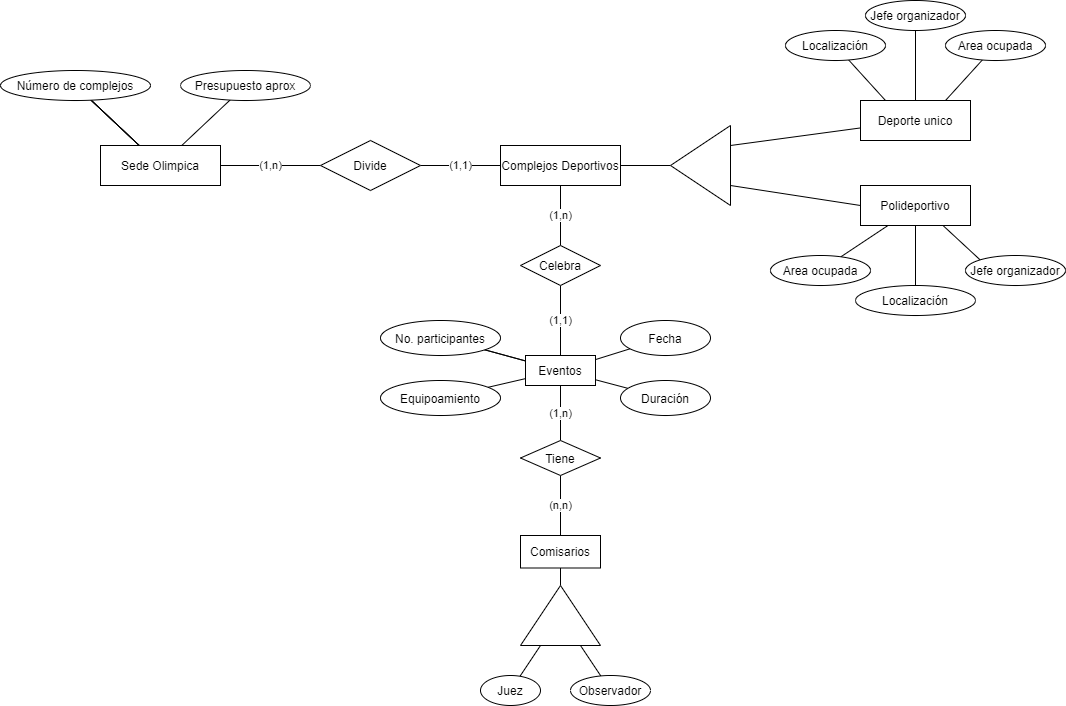 Jefe organizador
Localización
Area ocupada
Número de complejos
Presupuesto aprox
Deporte unico
Sede Olimpica
(1,n)
Divide
(1,1)
Complejos Deportivos
Polideportivo
(1,n)
Celebra
Area ocupada
Jefe organizador
Localización
(1,1)
No. participantes
Fecha
Eventos
Equipoamiento
Duración
(1,n)
Tiene
(n,n)
Comisarios
Juez
Observador